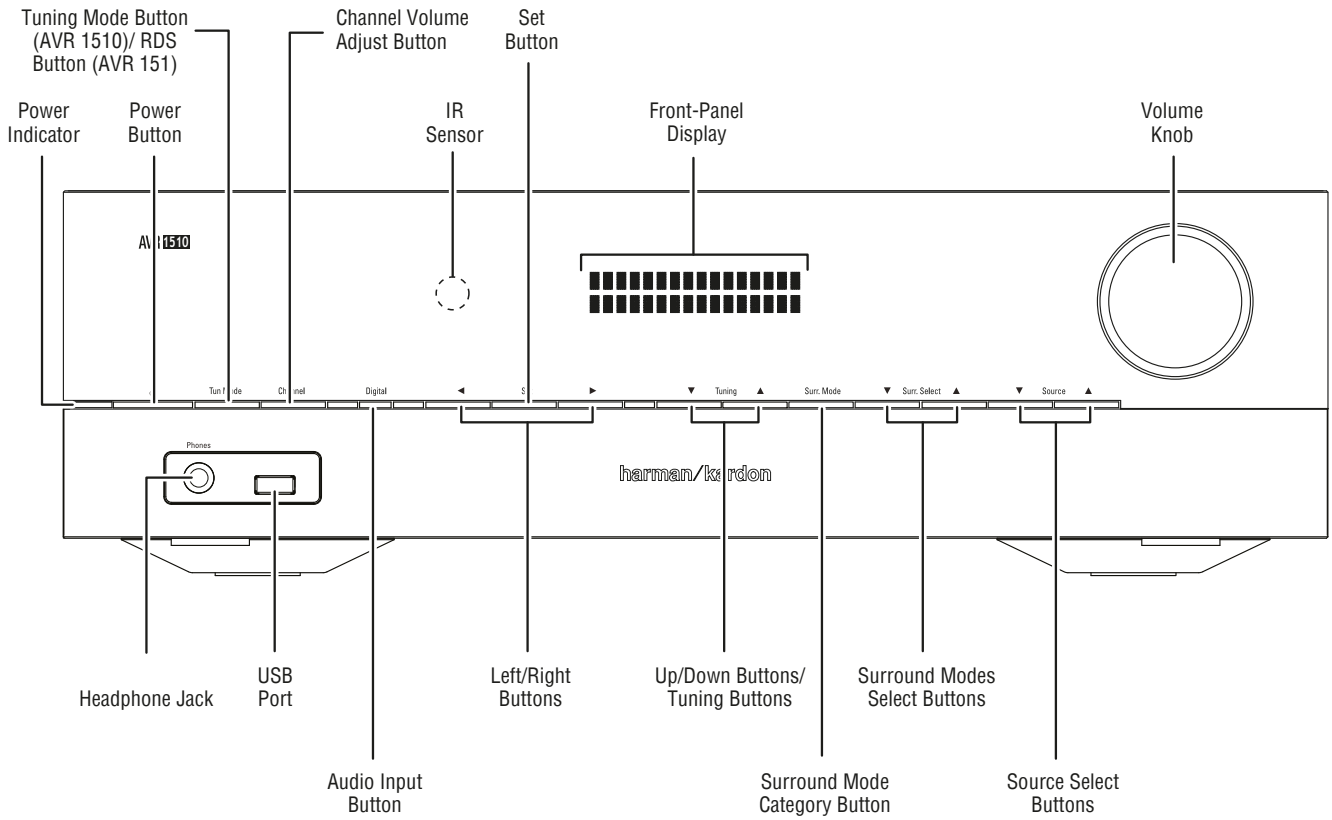 Tuning Mode Button
(AVR 1510)/ RDS
Button (AVR 151)
Channel Volume
Adjust Button
Set
Button
Power
Indicator
Power
Button
IR
Sensor
Front-Panel
Display
Volume
Knob
1510
Digital
Tuning
Surr. Mode
Surr. Select
Source
Phones
Headphone Jack
USB
Port
Left/Right
Buttons
Up/Down Buttons/
Tuning Buttons
Surround Modes
Select Buttons
Audio Input
Button
Surround Mode
Category Button
Source Select
Buttons